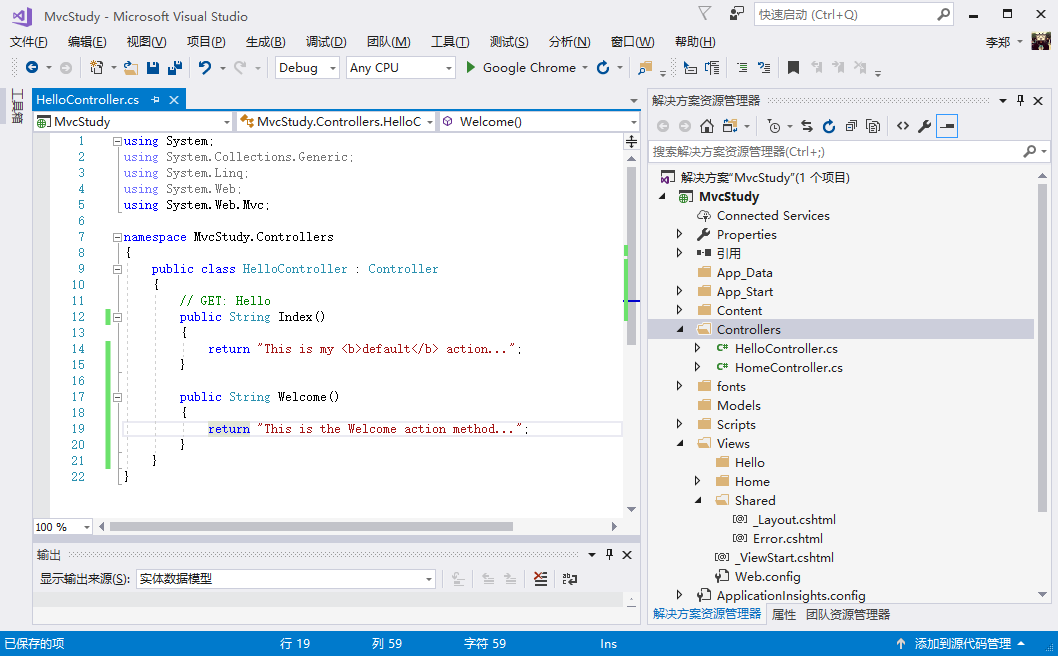 MvcStudy - Microsoft Visual Studio
快速启动 (Ctrl+Q)
文件(F) 编辑(E) 视图(V) 项目(P) 生成(B) 调试(D) 团队(M) 工具(T) 测试(S) 分析(N) 窗口(W) 帮助(H) 李郑
Debug Any CPU Google Chrome
工具箱
HelloController.cs
MvcStudy MvcStudy.Controllers.HelloC Welcome()
1 using System;
2 using System.Collections.Generic;
3 using System.Linq;
4 using System.Web;
5 using System.Web.Mvc;
6
7 namespace MvcStudy.Controllers
8 {
9 public class HelloController : Controller
10 {
11 // GET: Hello
12 public String Index()
13 {
14 return "This is my <b>default</b> action...";
15 }
16
17 public String Welcome()
18 {
19 return "This is the Welcome action method...";
20 }
21 }
22 }
100 %
输出
显示输出来源(S): 实体数据模型
解决方案资源管理器
搜索解决方案资源管理器(Ctrl+;)
解决方案"MvcStudy"(1 个项目)
MvcStudy
Connected Services
Properties
引用
App_Data
App_Start
Content
Controllers
C# HelloController.cs
C# HomeController.cs
fonts
Models
Scripts
Views
Hello
Home
Shared
_Layout.cshtml
Error.cshtml
_ViewStart.cshtml
Web.config
ApplicationInsights.config
解决方案资源管理器 属性 团队资源管理器
已保存的项 行 19 列 59 字符 59 Ins 添加到源代码管理